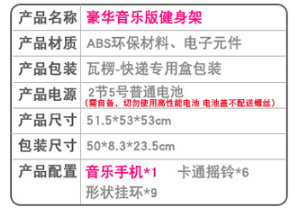 产品名称 豪华音乐版健身架
产品材质 ABS环保材料、电子元件
产品包装 瓦楞-快递专用盒包装
产品电源 2节5号普通电池
(需自备，切勿使用高性能电池 电池盖不配送螺丝)
产品尺寸 51.5*53*53cm
包装尺寸 50*8.3*23.5cm
产品配置 音乐手机*1 卡通摇铃*6
形状挂环*9